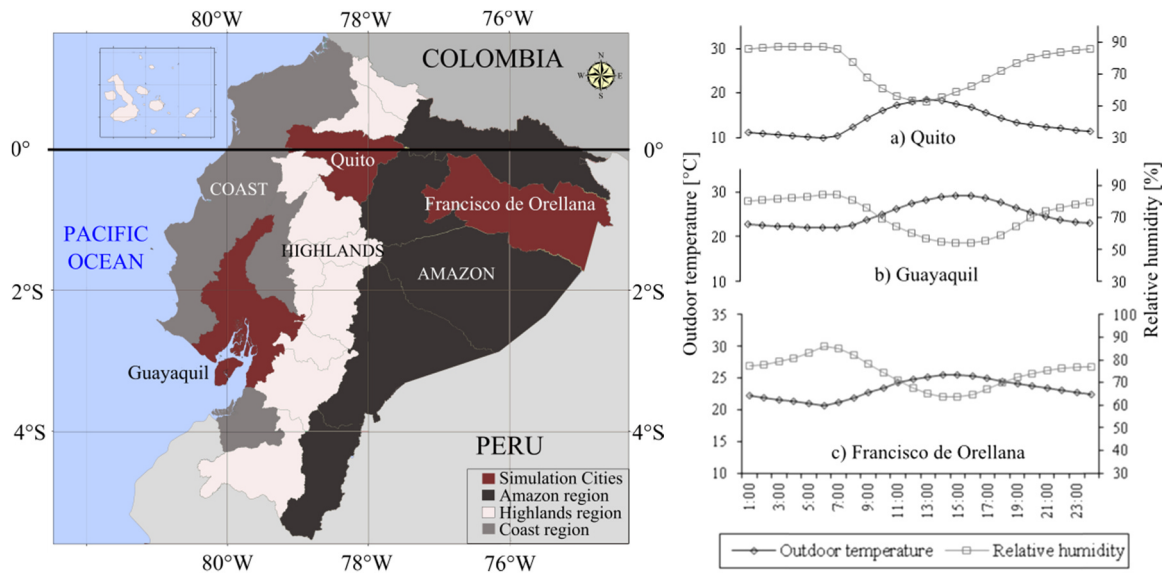 80°W 78°W 76°W
COLOMBIA
N
W E
S
0° 0°
Quito
COAST
Francisco de Orellana
PACIFIC
OCEAN
HIGHLANDS
AMAZON
2°S 2°S
Guayaquil
4°S 4°S
PERU
Simulation Cities
Amazon region
Highlands region
Coast region
80°W 78°W 76°W
Outdoor temperature [°C]
Relative humidity [%]
30 90
25 70
20
15 50
10 30
a) Quito
30 90
25 70
20 50
10 30
b) Guayaquil
35 100
30 90
25 80
70
20 60
15 50
40
10 30
c) Francisco de Orellana
1:00 3:00 5:00 7:00 9:00 11:00 13:00 15:00 17:00 19:00 21:00 23:00
Outdoor temperature Relative humidity